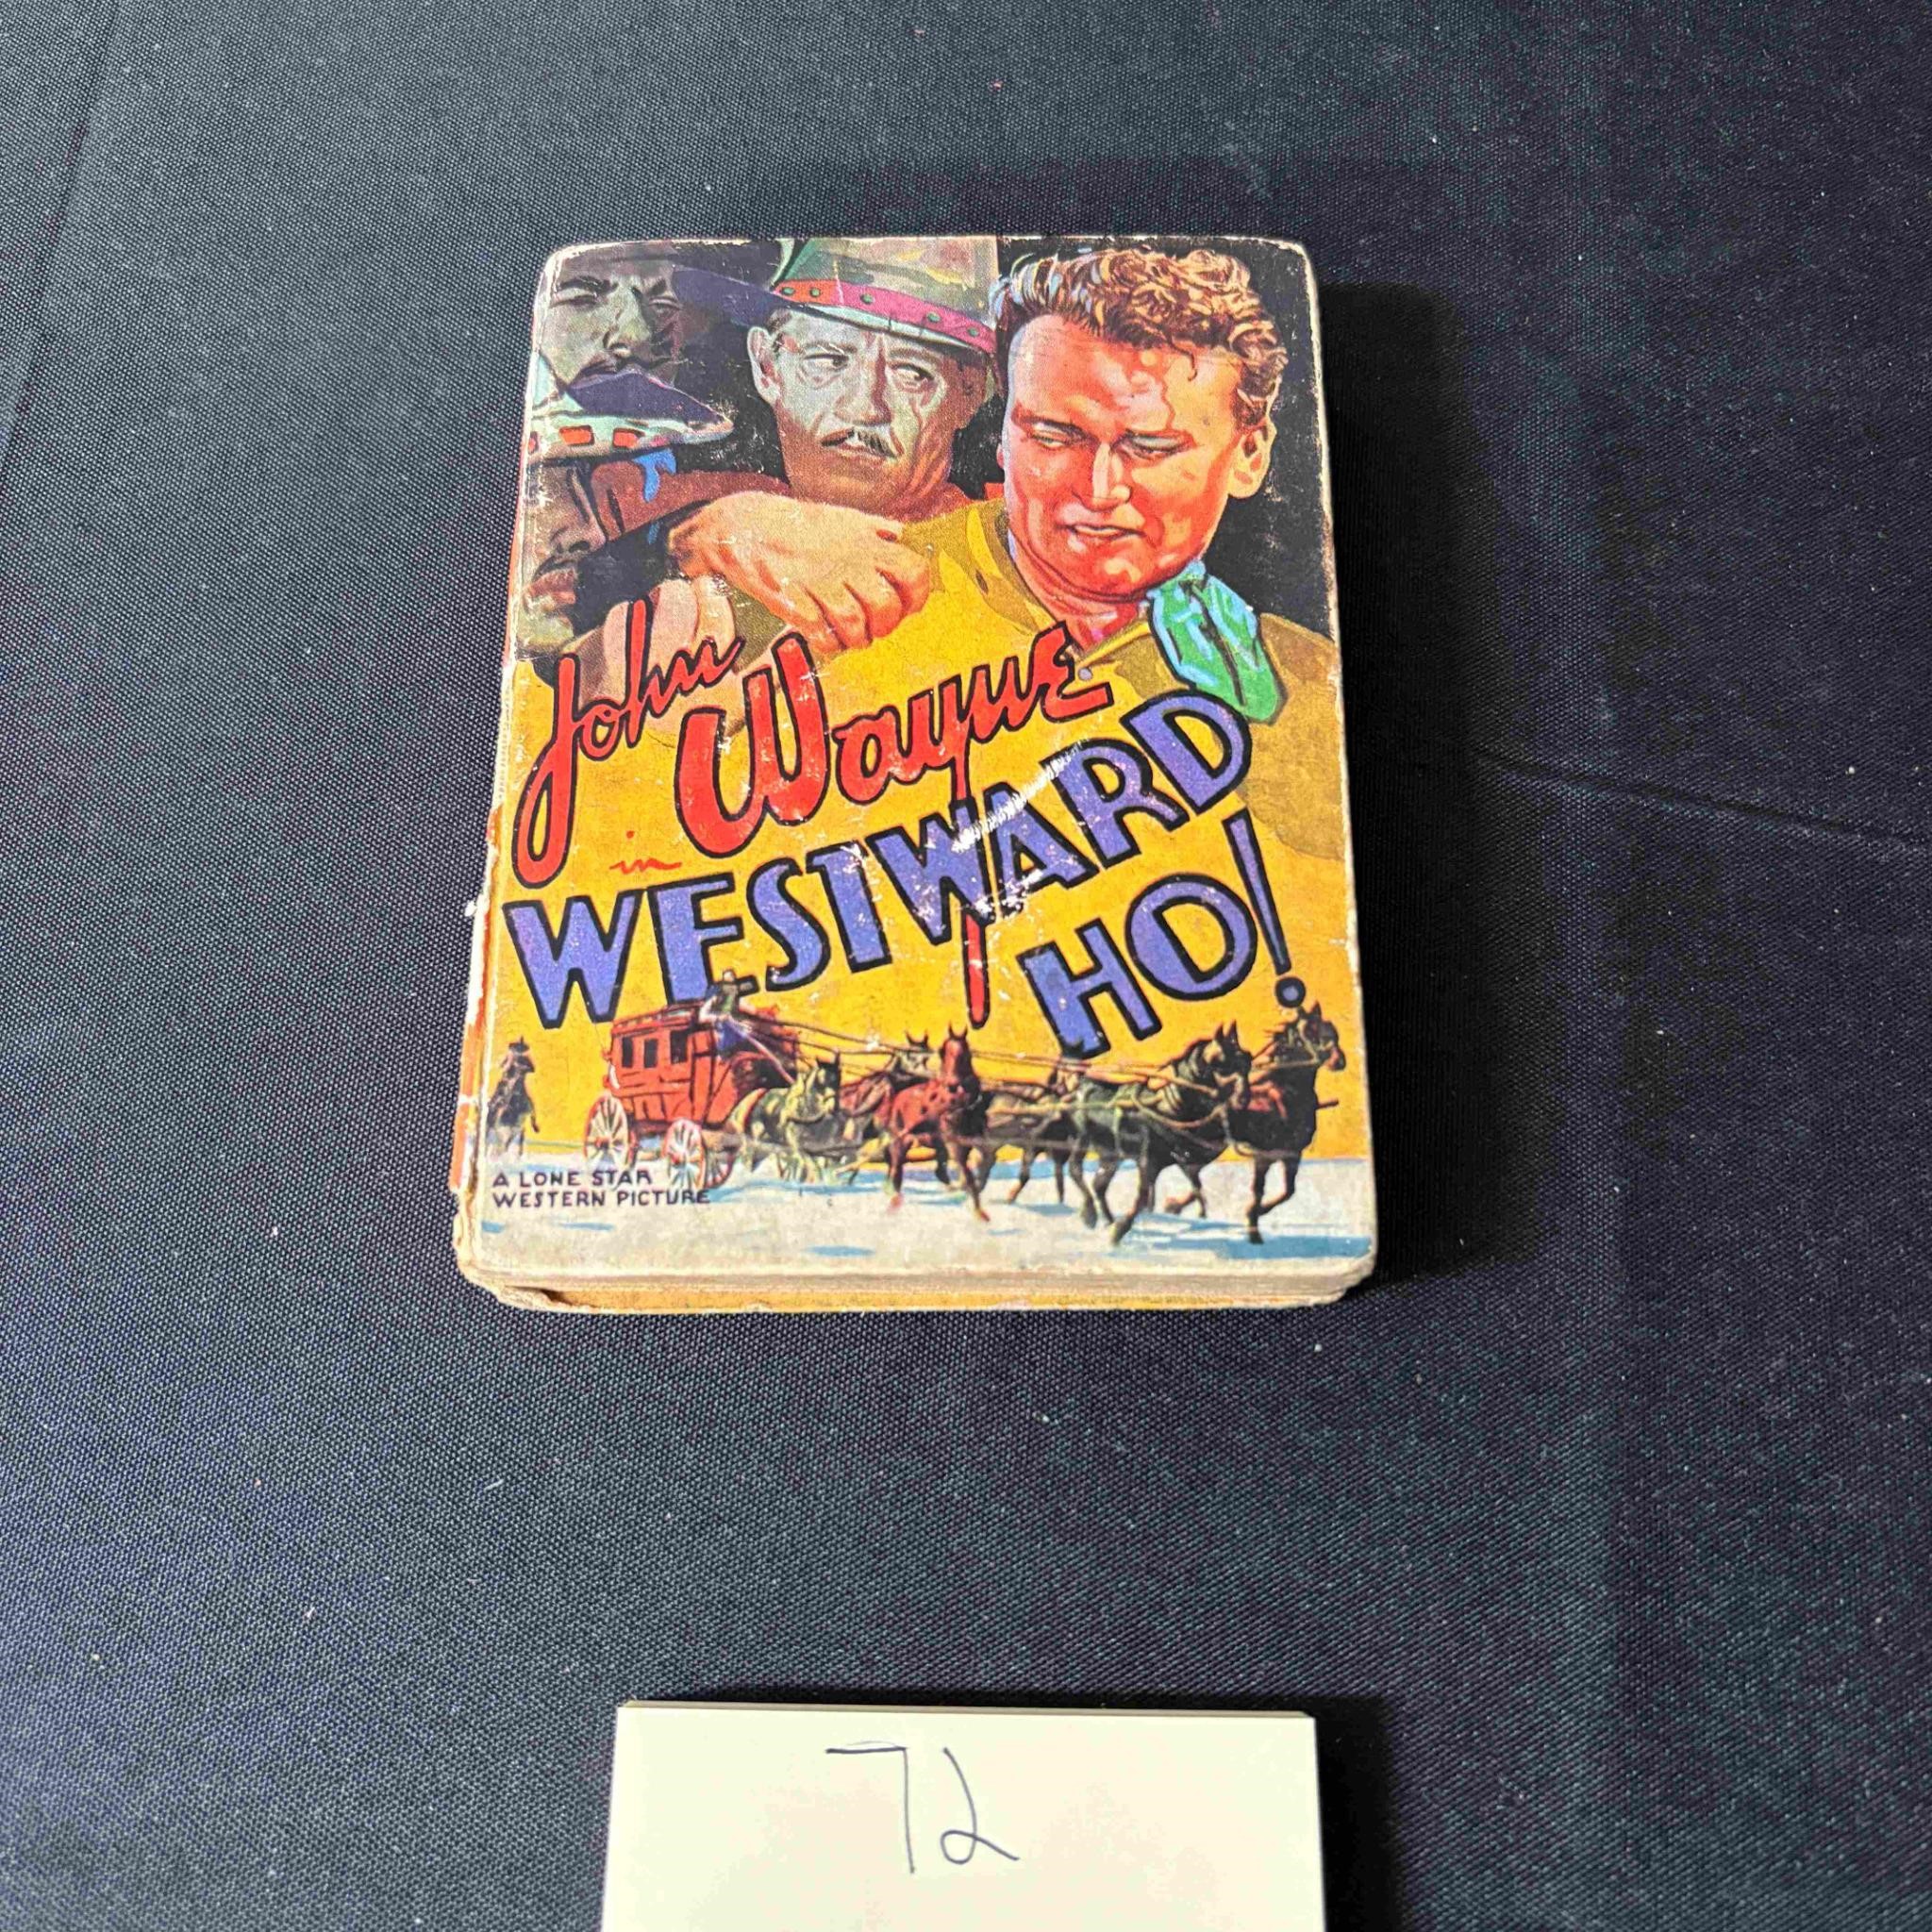 John Wayne
in
WESTWARD
HO!
A LONE STAR
WESTERN PICTURE
72